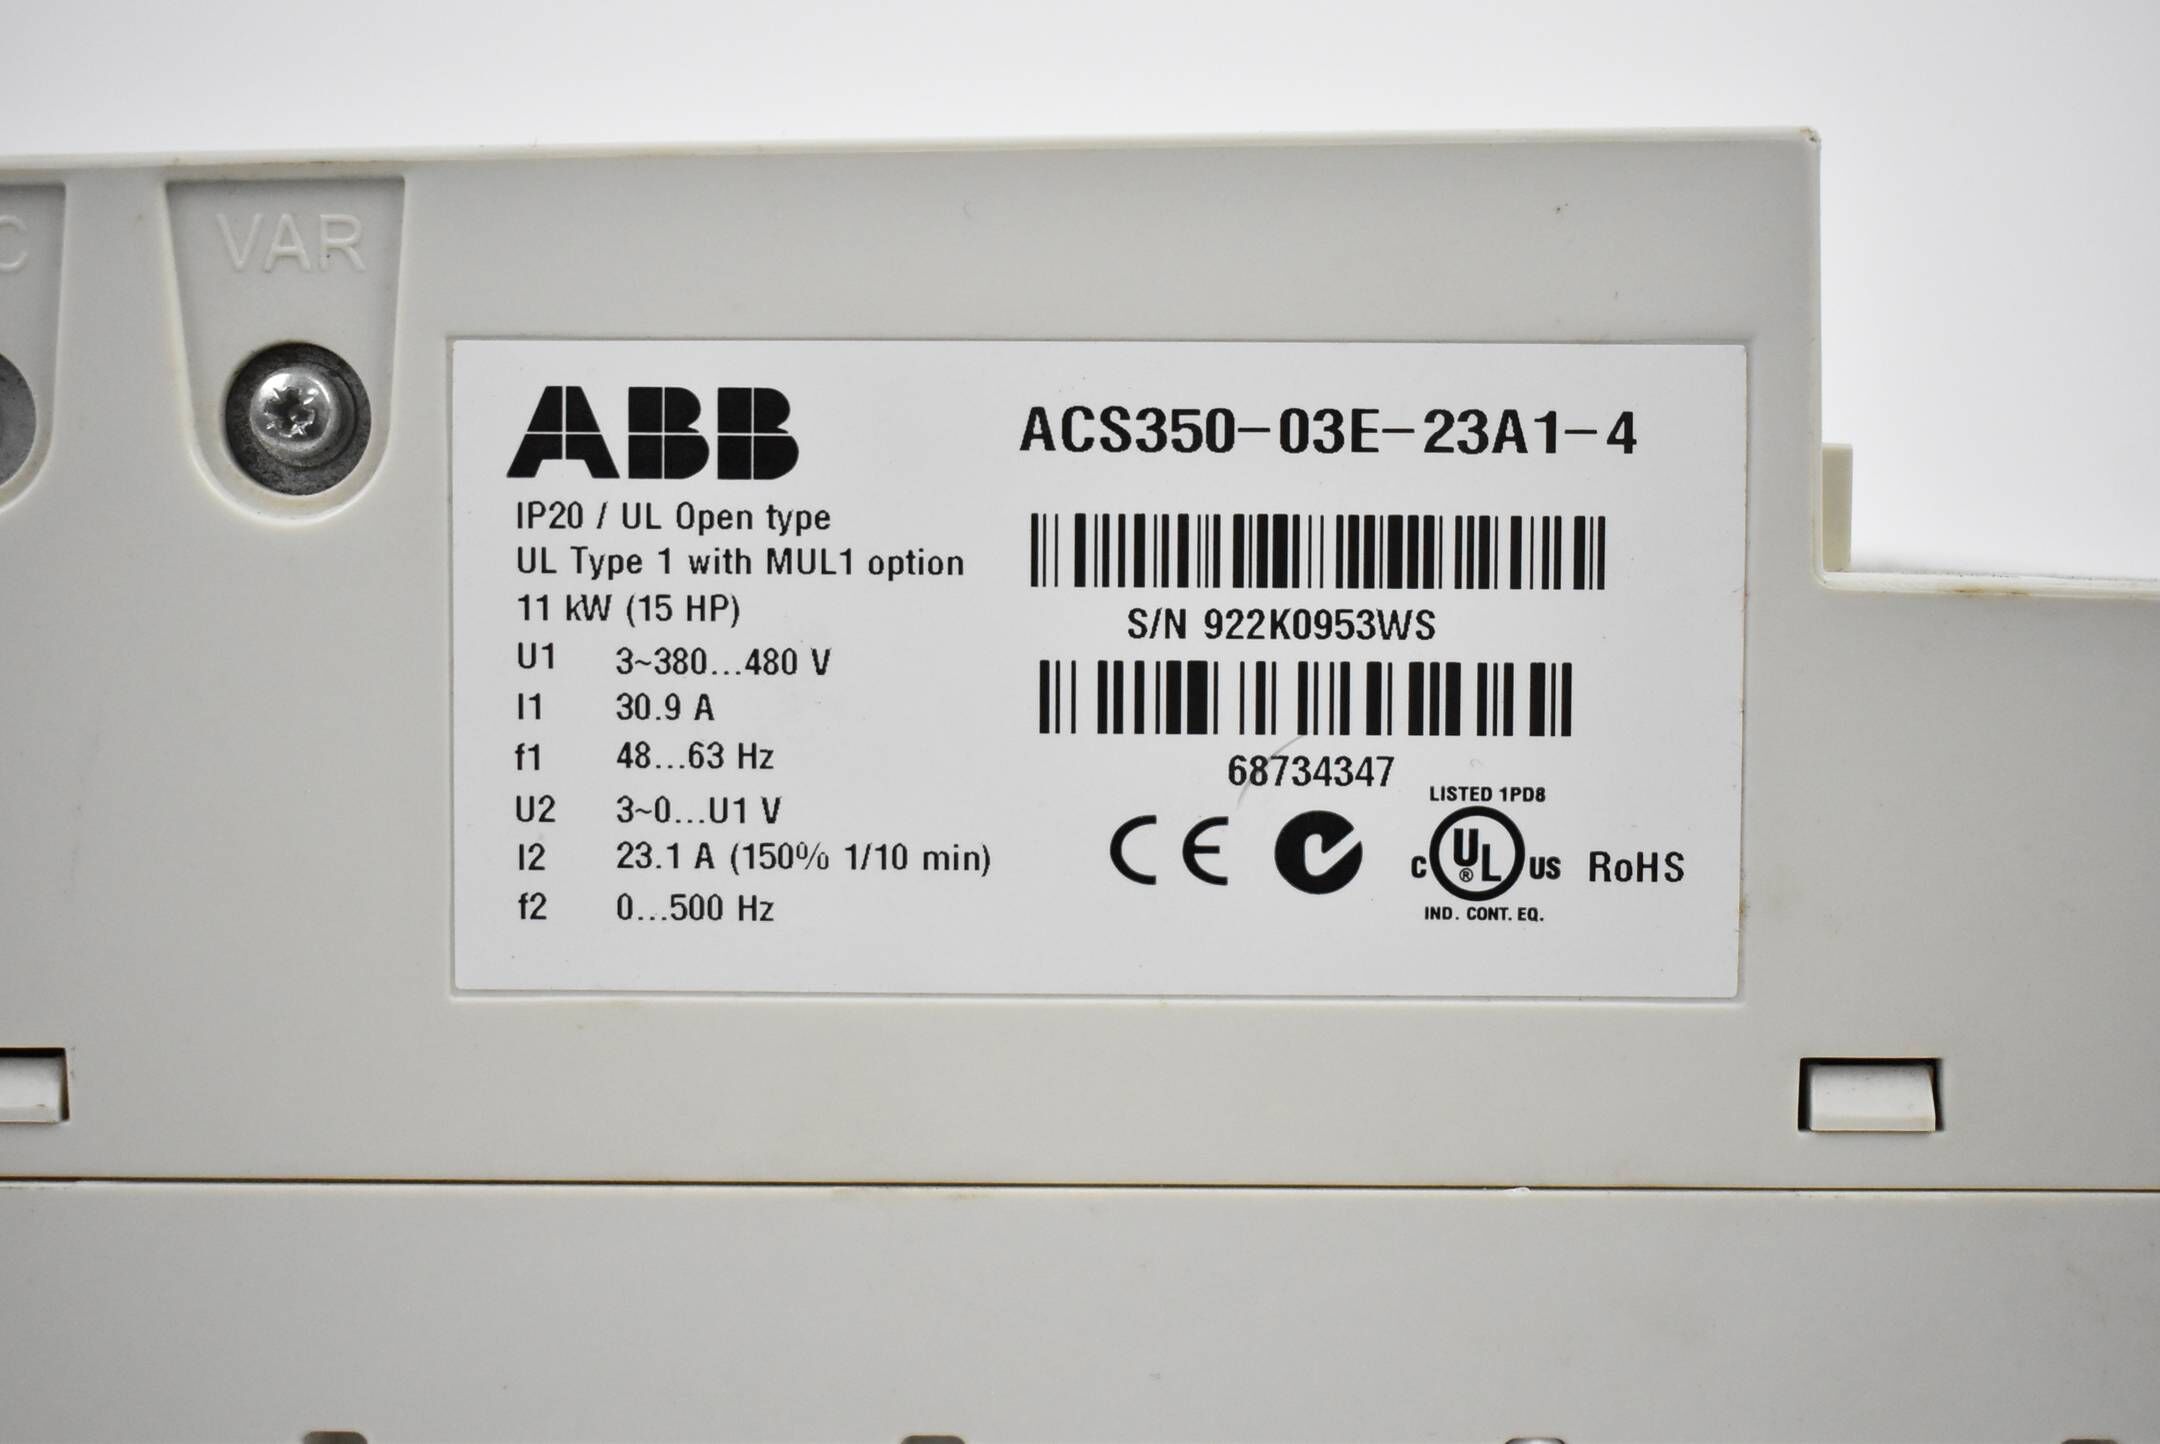 C
VAR
ABB
ACS350-03E-23A1-4
IP20 / UL Open type
UL Type 1 with MUL1 option
11 kW (15 HP)
U1 3~380...480 V
I1 30.9 A
f1 48...63 Hz
U2 3~0...U1 V
I2 23.1 A (150% 1/10 min)
f2 0...500 Hz
S/N 922K0953WS
68734347
CE
LISTED 1PD8
C UL® US
IND. CONT. EQ.
RoHS